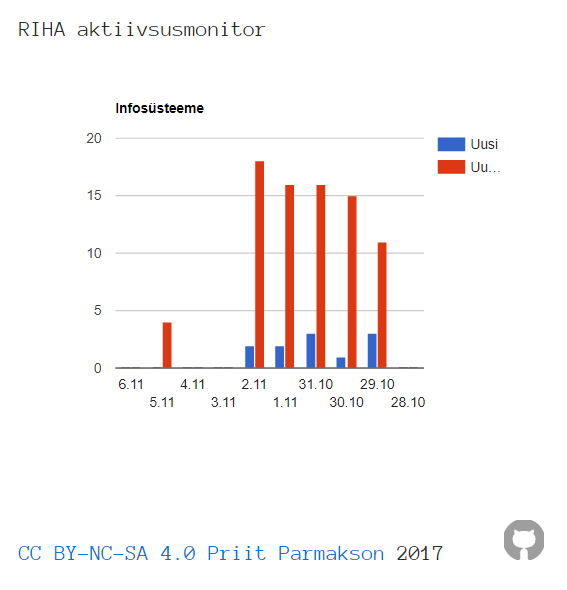 RIHA aktiivsusmonitor
Infosüsteeme
20
15
10
5
0
Uusi
Uu…
6.11 4.11 2.11 31.10 29.10
5.11 3.11 1.11 30.10 28.10
CC BY-NC-SA 4.0 Priit Parmakson 2017